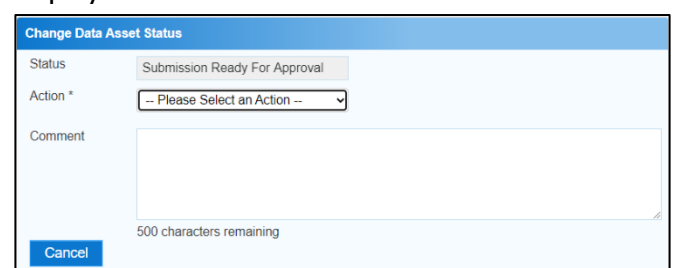 Change Data Asset Status
Status Submission Ready For Approval
Action * -- Please Select an Action --
Comment
500 characters remaining
Cancel